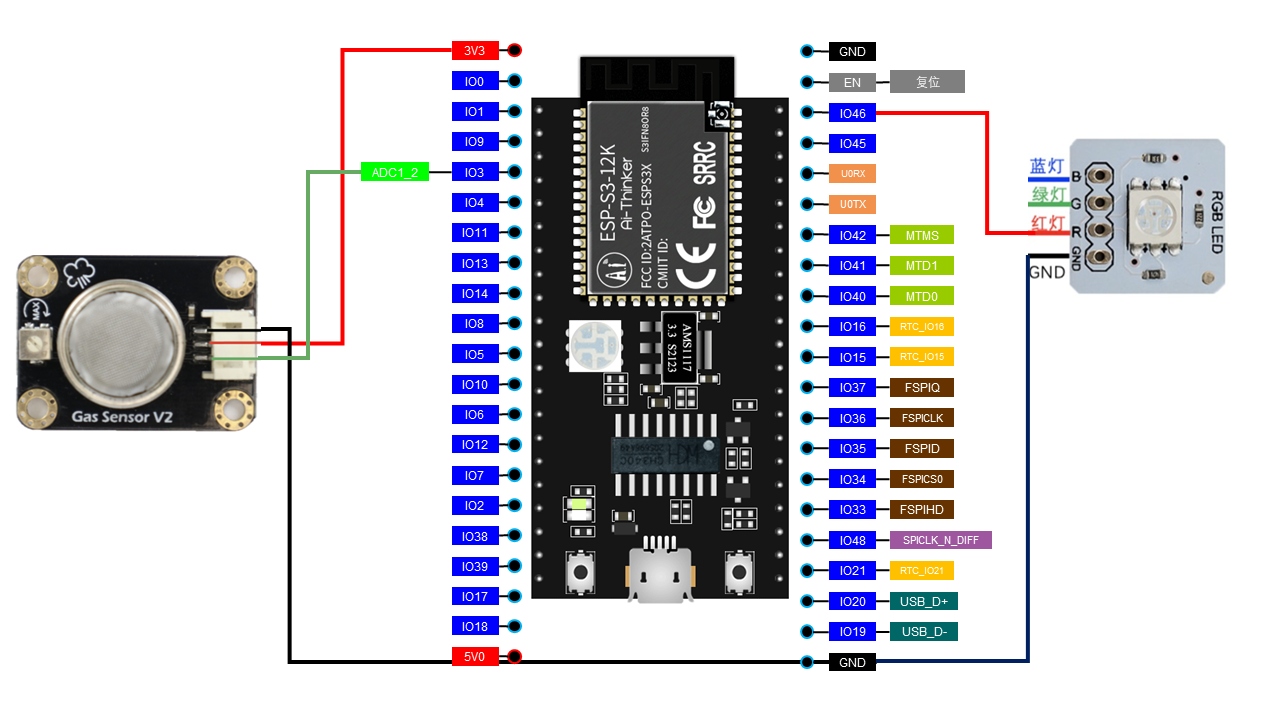 3V3
IO0
IO1
IO9
ADC1_2 IO3
IO4
IO11
IO13
IO14
IO8
IO5
IO10
IO6
IO12
IO7
IO2
IO38
IO39
IO17
IO18
5V0
MAX
Gas Sensor V2
ESP-S3-12K
Ai-Thinker
FCC ID:2ATPO-ESPS3X
CMIIT ID:
S3IFN8OR8
SRRC
FC
CE
Ai
AMS1117
3.3 S2123
GND
EN 复位
IO46
IO45
U0RX
U0TX
IO42 MTMS
IO41 MTD1
IO40 MTD0
IO16 RTC_IO16
IO15 RTC_IO15
IO37 FSPIQ
IO36 FSPICLK
IO35 FSPID
IO34 FSPICS0
IO33 FSPIHD
IO48 SPICLK_N_DIFF
IO21 RTC_IO21
IO20 USB_D+
IO19 USB_D-
GND
蓝灯 B
绿灯 G
红灯 R
GND GND
RGB LED